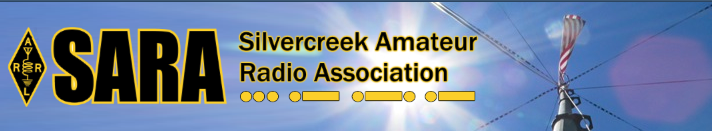 A
R R
L
SARA
Silvercreek Amateur
Radio Association